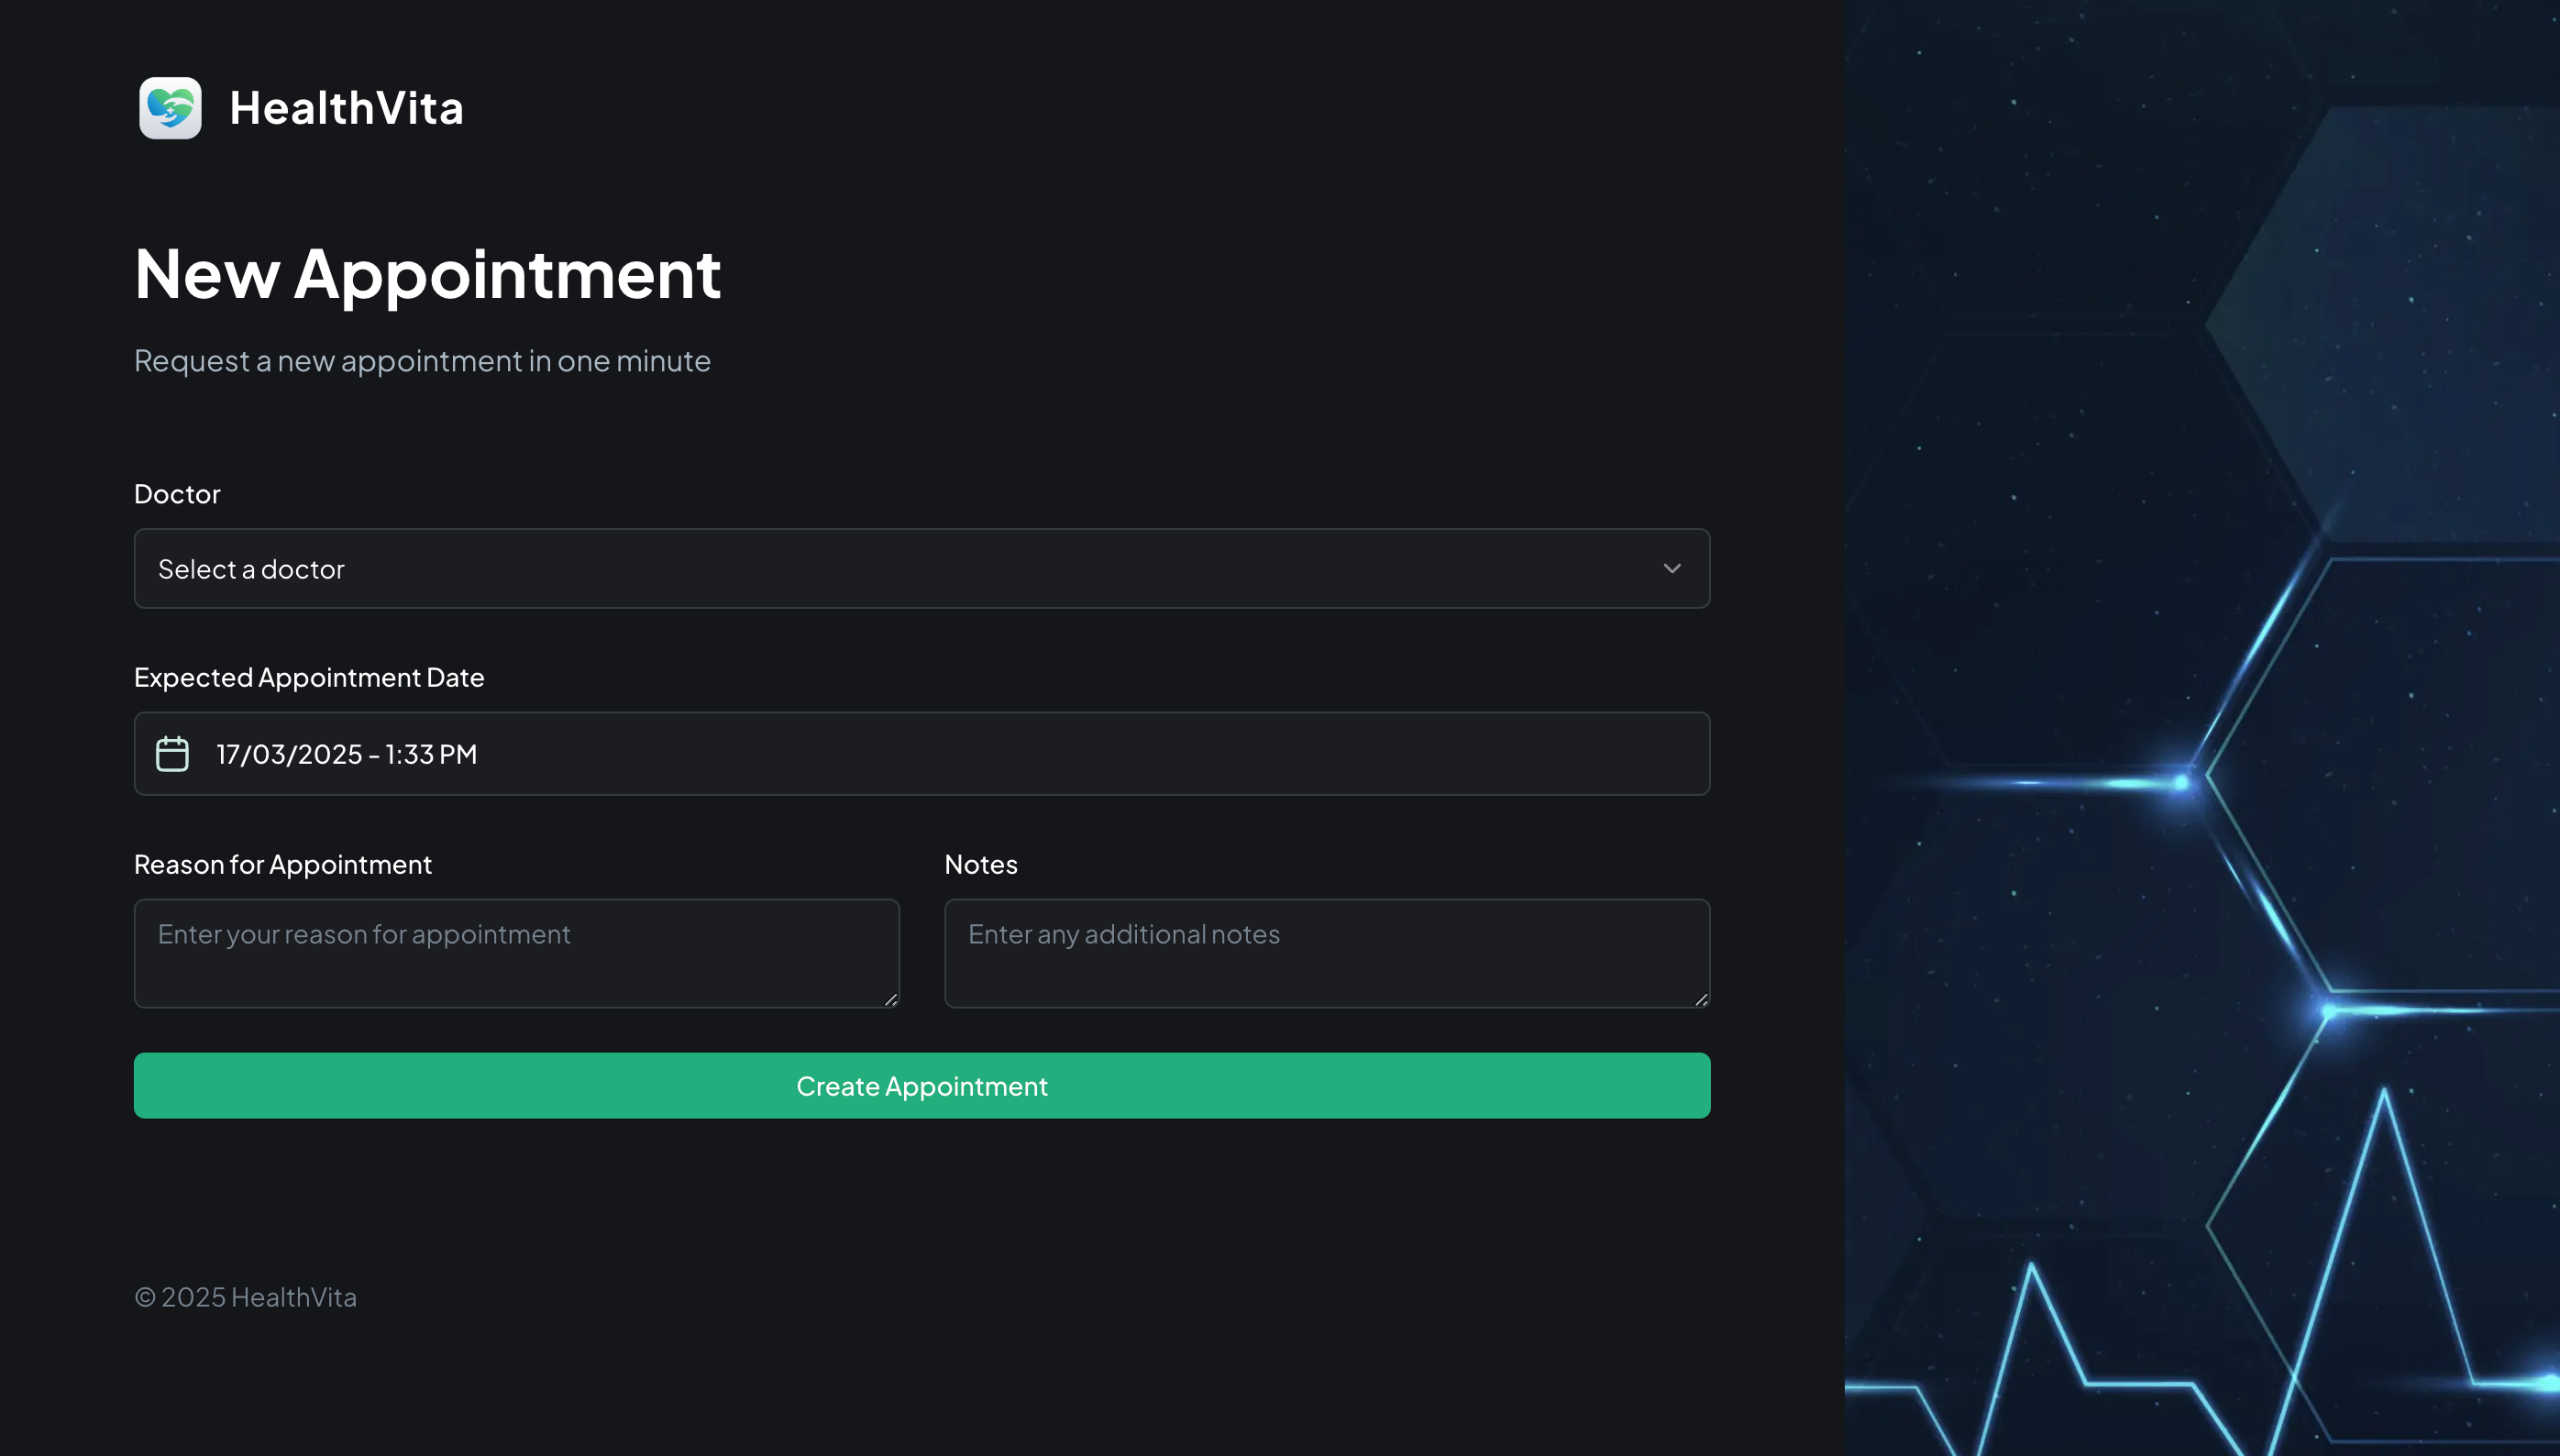 HealthVita
New Appointment
Request a new appointment in one minute
Doctor
Select a doctor
Expected Appointment Date
17/03/2025 - 1:33 PM
Reason for Appointment
Notes
Enter your reason for appointment
Enter any additional notes
Create Appointment
© 2025 HealthVita